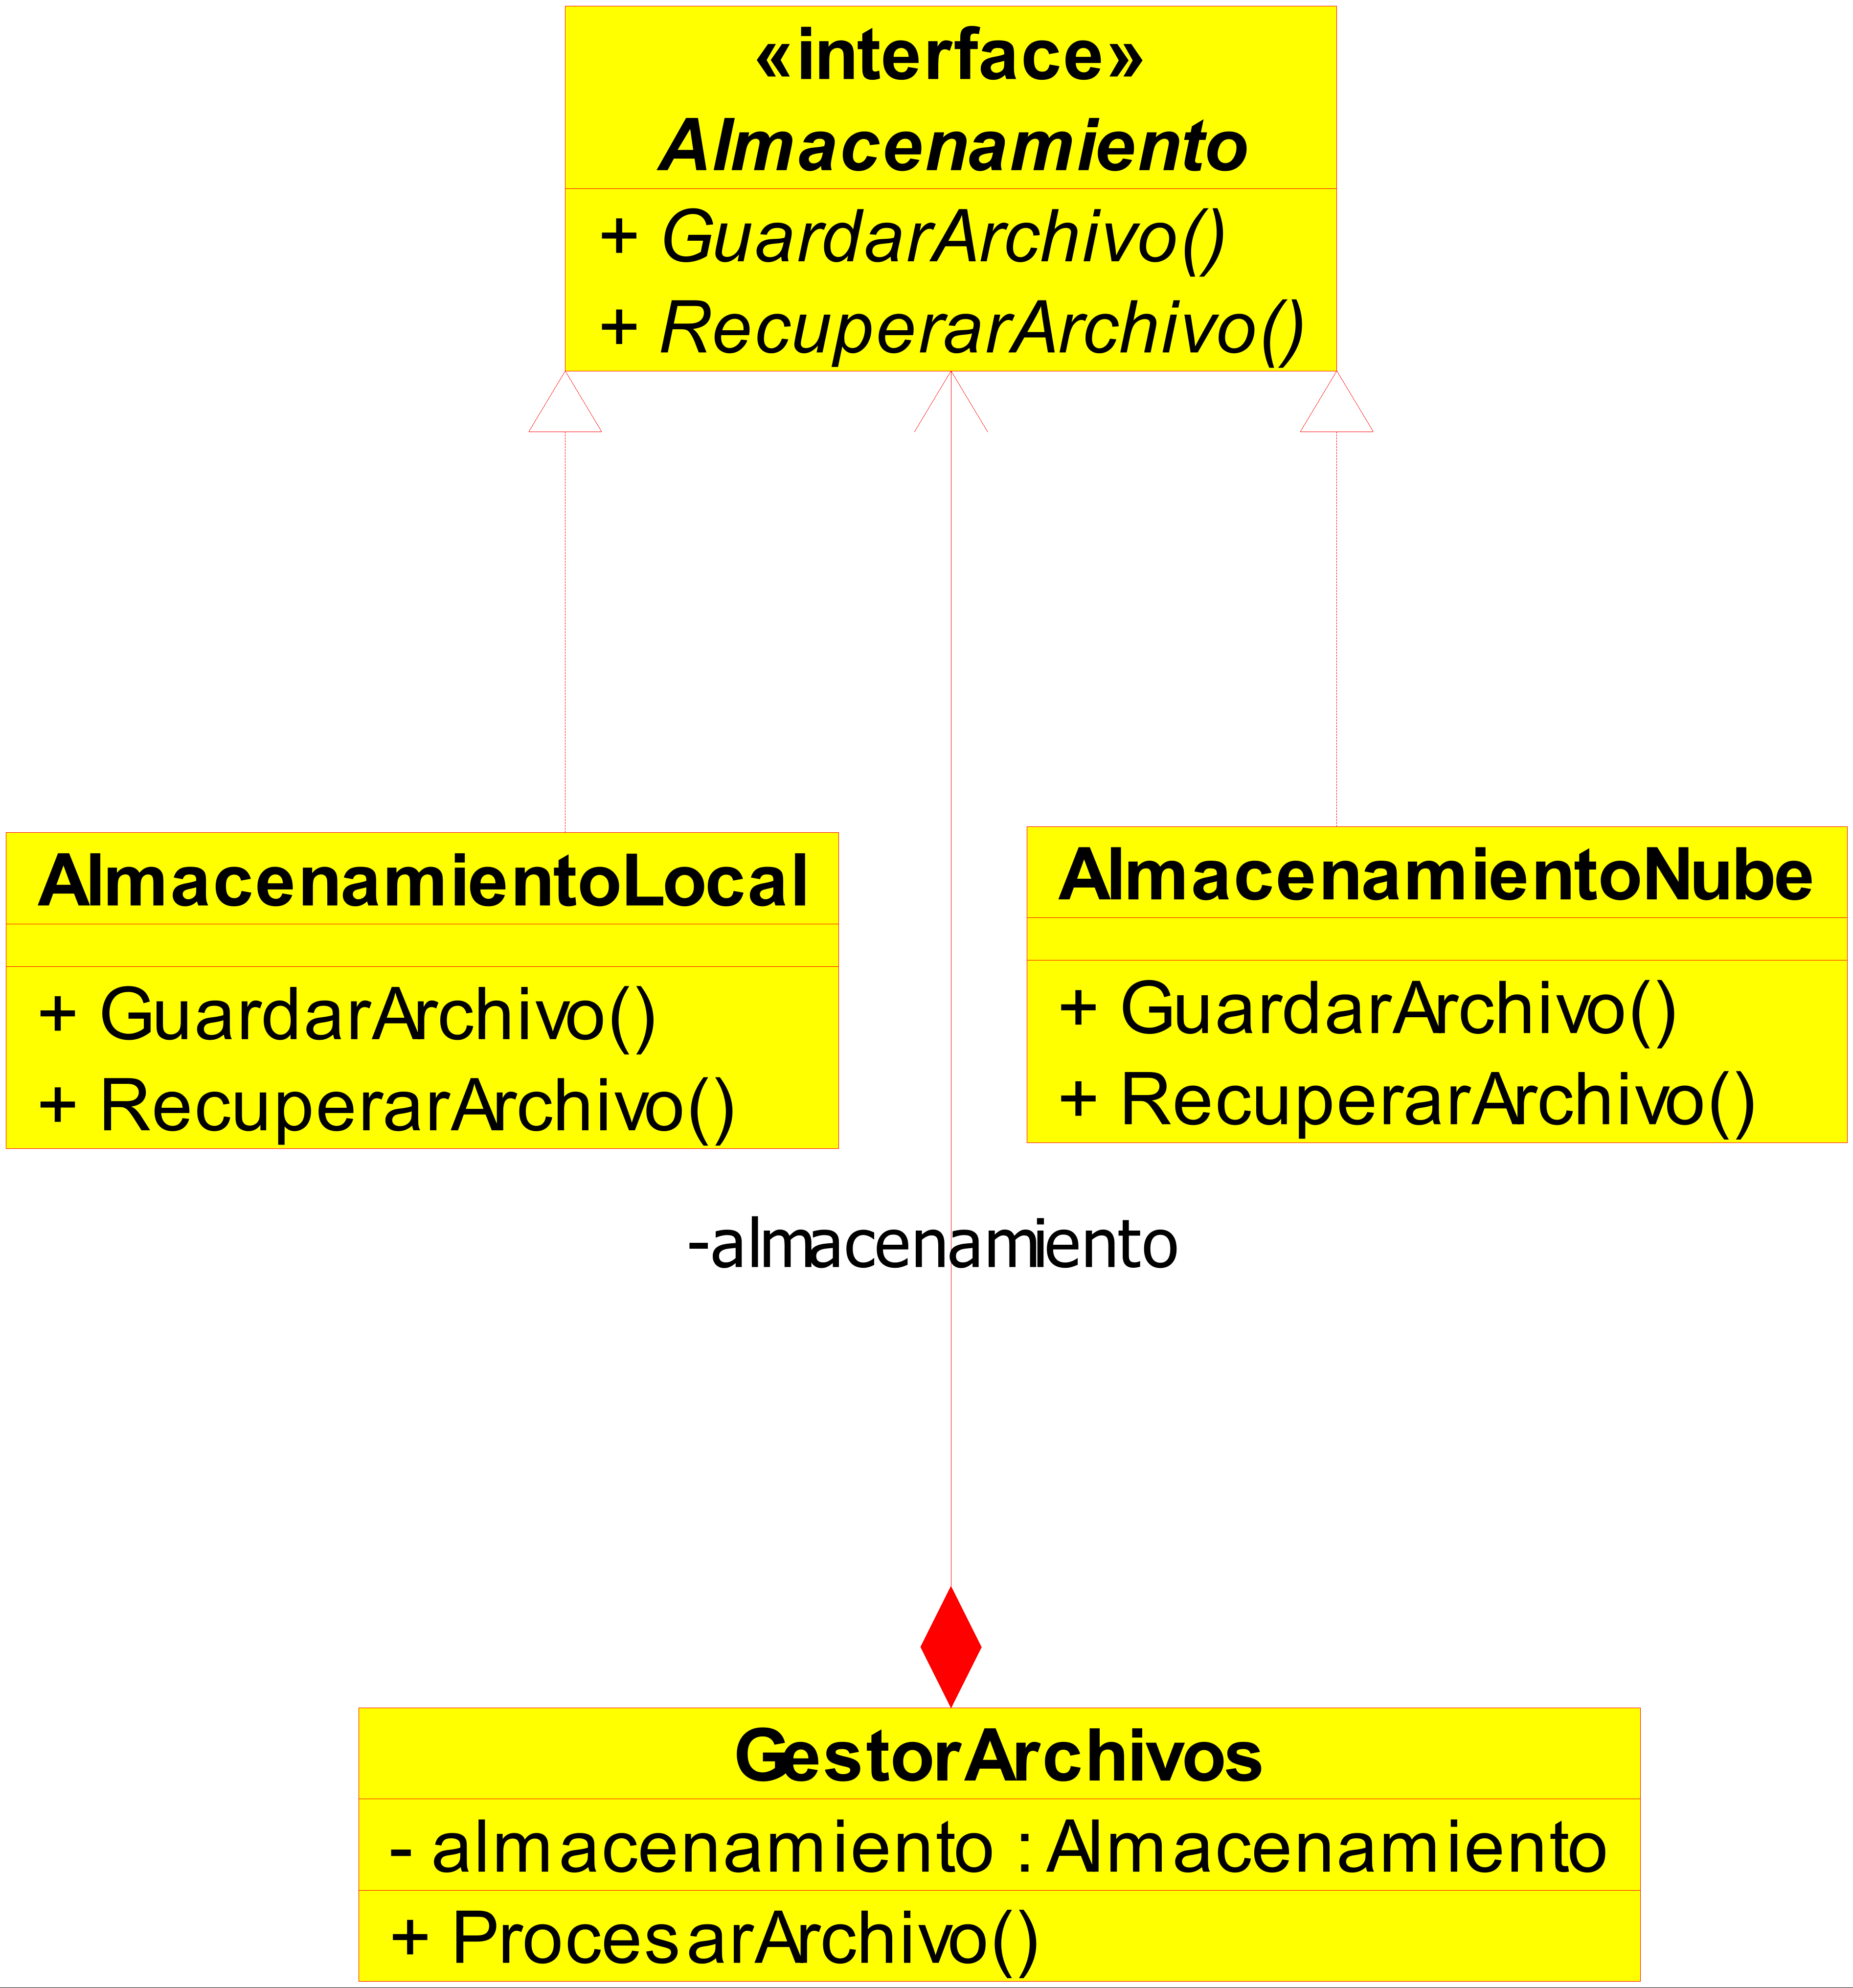 «interface»
Almacenamiento
+ GuardarArchivo()
+ RecuperarArchivo()
AlmacenamientoLocal
+ GuardarArchivo()
+ RecuperarArchivo()
AlmacenamientoNube
+ GuardarArchivo()
+ RecuperarArchivo()
-almacenamiento
GestorArchivos
- almacenamiento : Almacenamiento
+ ProcesarArchivo()